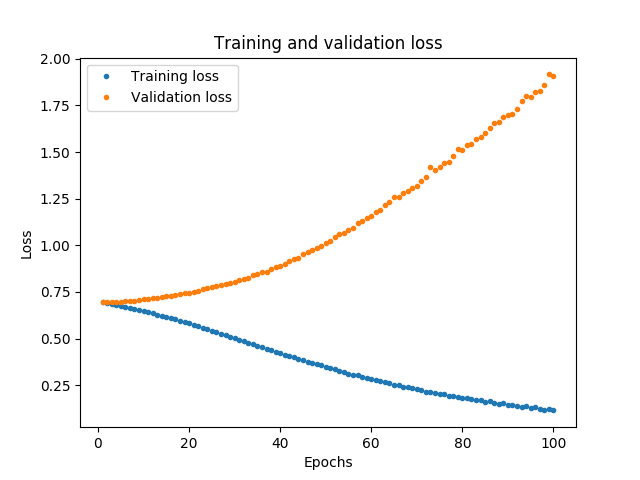 Training and validation loss
Training loss
Validation loss
2.00
1.75
1.50
1.25
1.00
0.75
0.50
0.25
Loss
0 20 40 60 80 100
Epochs